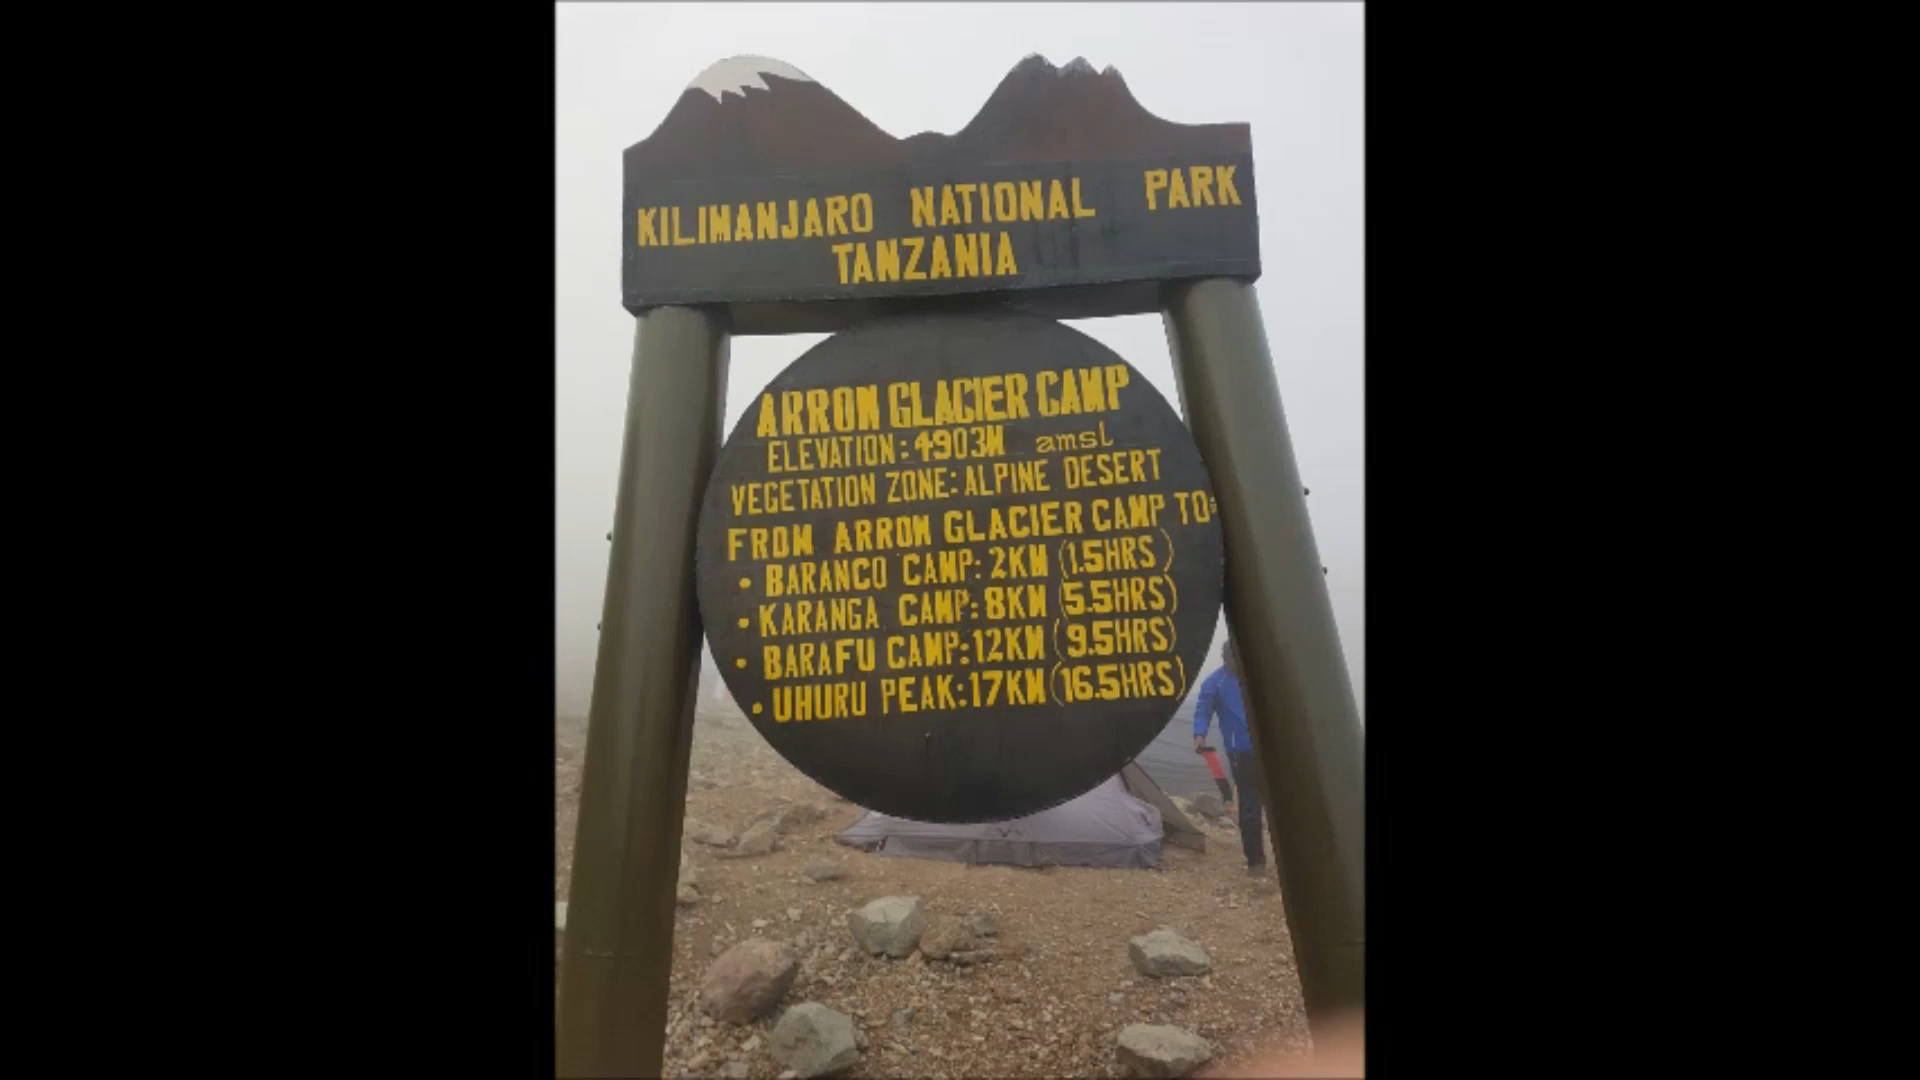 KILIMANJARO NATIONAL PARK
TANZANIA
ARROW GLACIER CAMP
ELEVATION: 4903M amsl
VEGETATION ZONE: ALPINE DESERT
FROM ARROW GLACIER CAMP TO:
• BARANCO CAMP: 2KM (1.5HRS)
• KARANGA CAMP: 8KM (5.5HRS)
• BARAFU CAMP: 12KM (9.5HRS)
• UHURU PEAK: 17KM (16.5HRS)